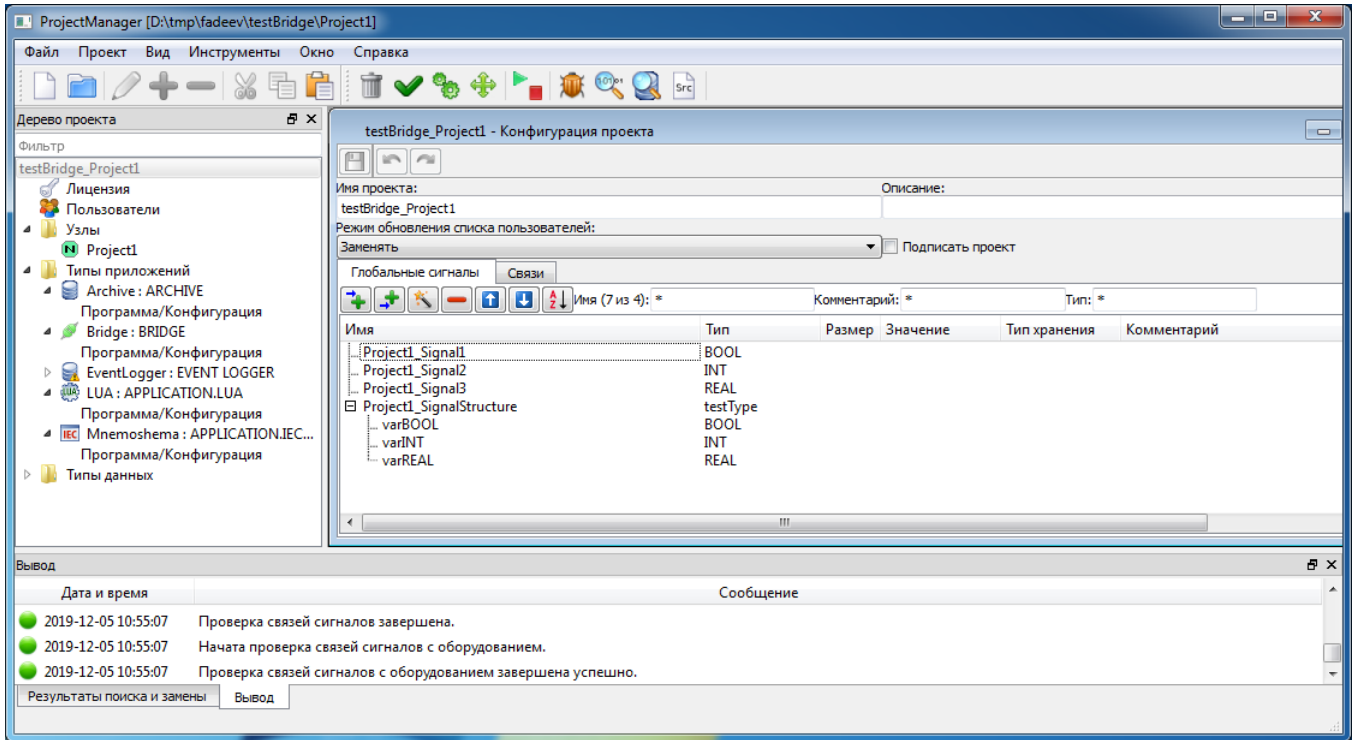 ProjectManager [D:\tmp\fadeev\testBridge\Project1]
Файл Проект Вид Инструменты Окно Справка
Src
Дерево проекта
Фильтр
testBridge_Project1
Лицензия
Пользователи
Узлы
N Project1
Типы приложений
Archive : ARCHIVE
Программа/Конфигурация
Bridge : BRIDGE
Программа/Конфигурация
EventLogger : EVENT LOGGER
LUA LUA : APPLICATION.LUA
Программа/Конфигурация
IEC Mnemoshema : APPLICATION.IEC...
Программа/Конфигурация
Типы данных
testBridge_Project1 - Конфигурация проекта
Имя проекта: Описание:
testBridge_Project1
Режим обновления списка пользователей:
Заменять Подписать проект
Глобальные сигналы Связи
A Z Имя (7 из 4): * Комментарий: * Тип: *
Имя Тип Размер Значение Тип хранения Комментарий
Project1_Signal1 BOOL
Project1_Signal2 INT
Project1_Signal3 REAL
Project1_SignalStructure testType
varBOOL BOOL
varINT INT
varREAL REAL
Вывод
Дата и время Сообщение
2019-12-05 10:55:07 Проверка связей сигналов завершена.
2019-12-05 10:55:07 Начата проверка связей сигналов с оборудованием.
2019-12-05 10:55:07 Проверка связей сигналов с оборудованием завершена успешно.
Результаты поиска и замены Вывод